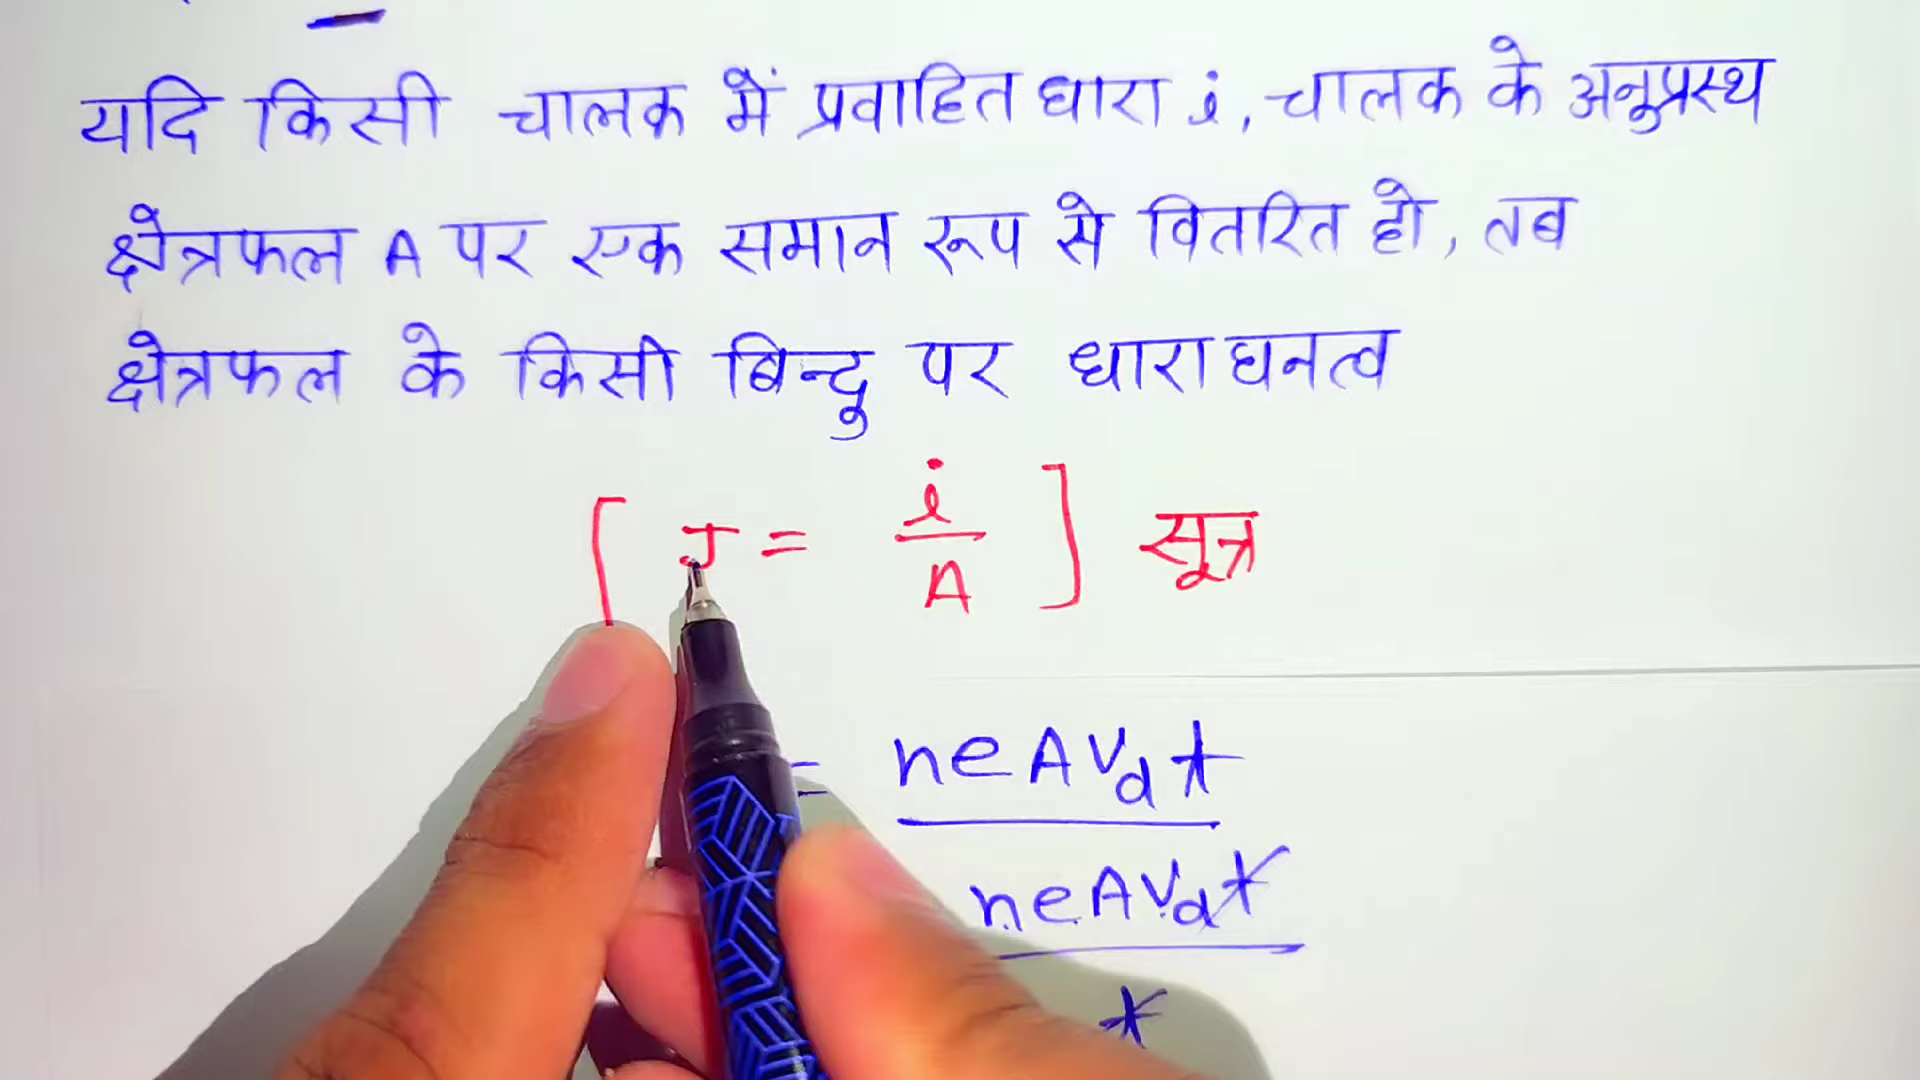 यदि किसी चालक में प्रवाहित धारा i, चालक के अनुप्रस्थ
क्षेत्रफल A पर एक समान रूप से वितरित हो, तब
क्षेत्रफल के किसी बिन्दु पर धारा घनत्व
[ J = i/A ] सूत्र
= neAVdt
neAVdt
t